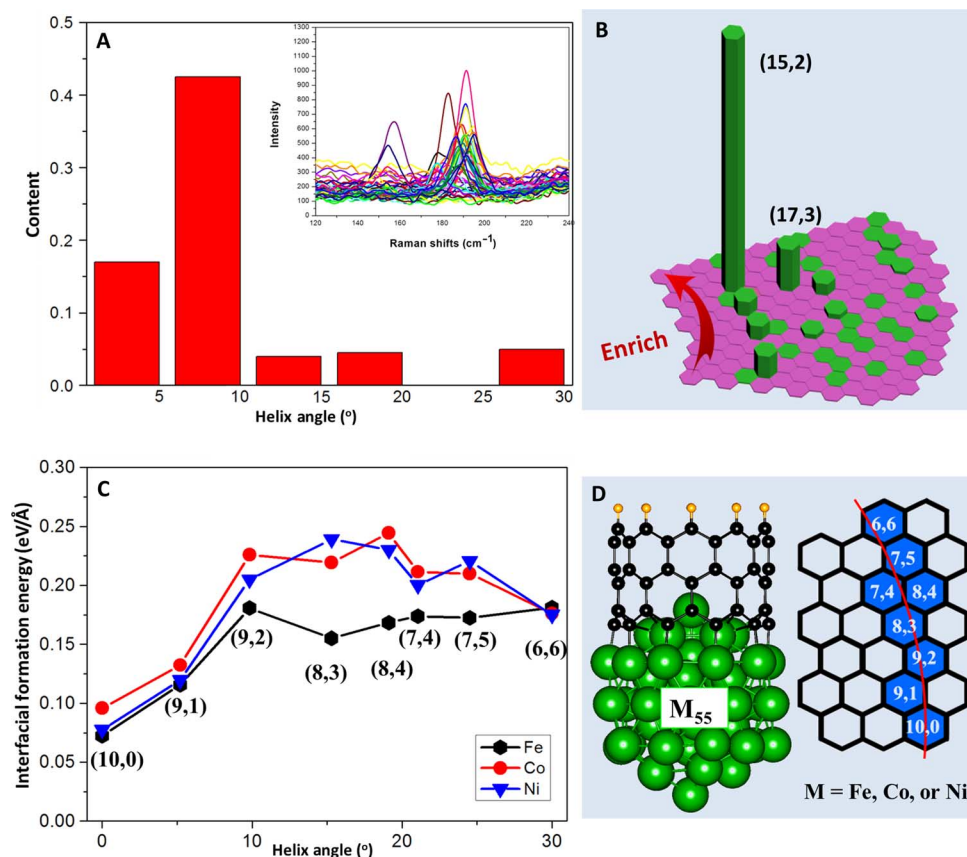 A
Content
0.5
0.4
0.3
0.2
0.1
0.0
5 10 15 20 25 30
Helix angle (°)
Intensity
1300
1200
1100
1000
900
800
700
600
500
400
300
200
100
0
120 140 160 180 200 220 240
Raman shifts (cm⁻¹)
B
(15,2)
(17,3)
Enrich
C
Interfacial formation energy (eV/Å)
0.30
0.25
0.20
0.15
0.10
0.05
0.00
(10,0)
(9,1)
(9,2)
(8,3)
(8,4)
(7,4)
(7,5)
(6,6)
Fe
Co
Ni
0 10 20 30
Helix angle (°)
D
M₅₅
6,6
7,5
7,4 8,4
8,3
9,2
9,1
10,0
M = Fe, Co, or Ni